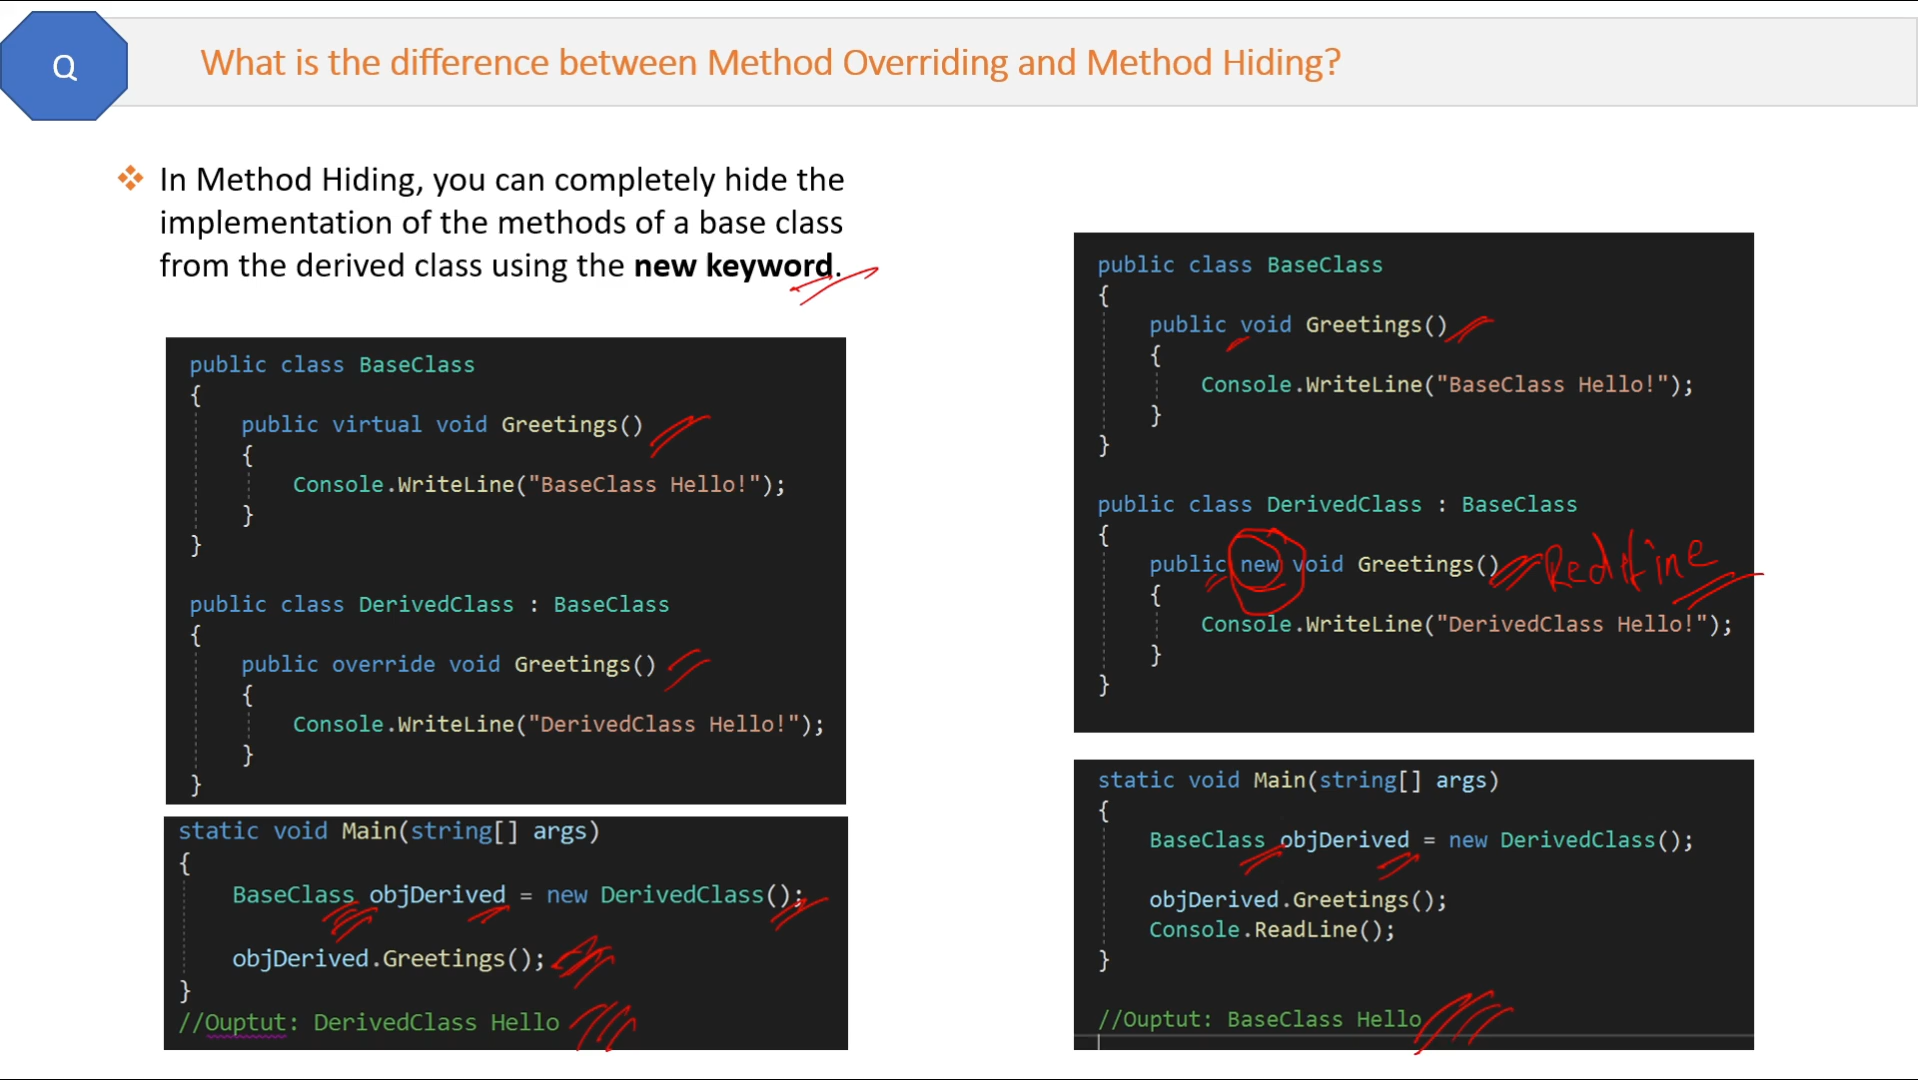 Q
What is the difference between Method Overriding and Method Hiding?
In Method Hiding, you can completely hide the
implementation of the methods of a base class
from the derived class using the new keyword.
public class BaseClass
{
public virtual void Greetings()
{
Console.WriteLine("BaseClass Hello!");
}
}
public class DerivedClass : BaseClass
{
public override void Greetings()
{
Console.WriteLine("DerivedClass Hello!");
}
}
static void Main(string[] args)
{
BaseClass objDerived = new DerivedClass();
objDerived.Greetings();
}
//Ouptut: DerivedClass Hello
public class BaseClass
{
public void Greetings()
{
Console.WriteLine("BaseClass Hello!");
}
}
public class DerivedClass : BaseClass
{
public new void Greetings() Redefine
{
Console.WriteLine("DerivedClass Hello!");
}
}
static void Main(string[] args)
{
BaseClass objDerived = new DerivedClass();
objDerived.Greetings();
Console.ReadLine();
}
//Ouptut: BaseClass Hello